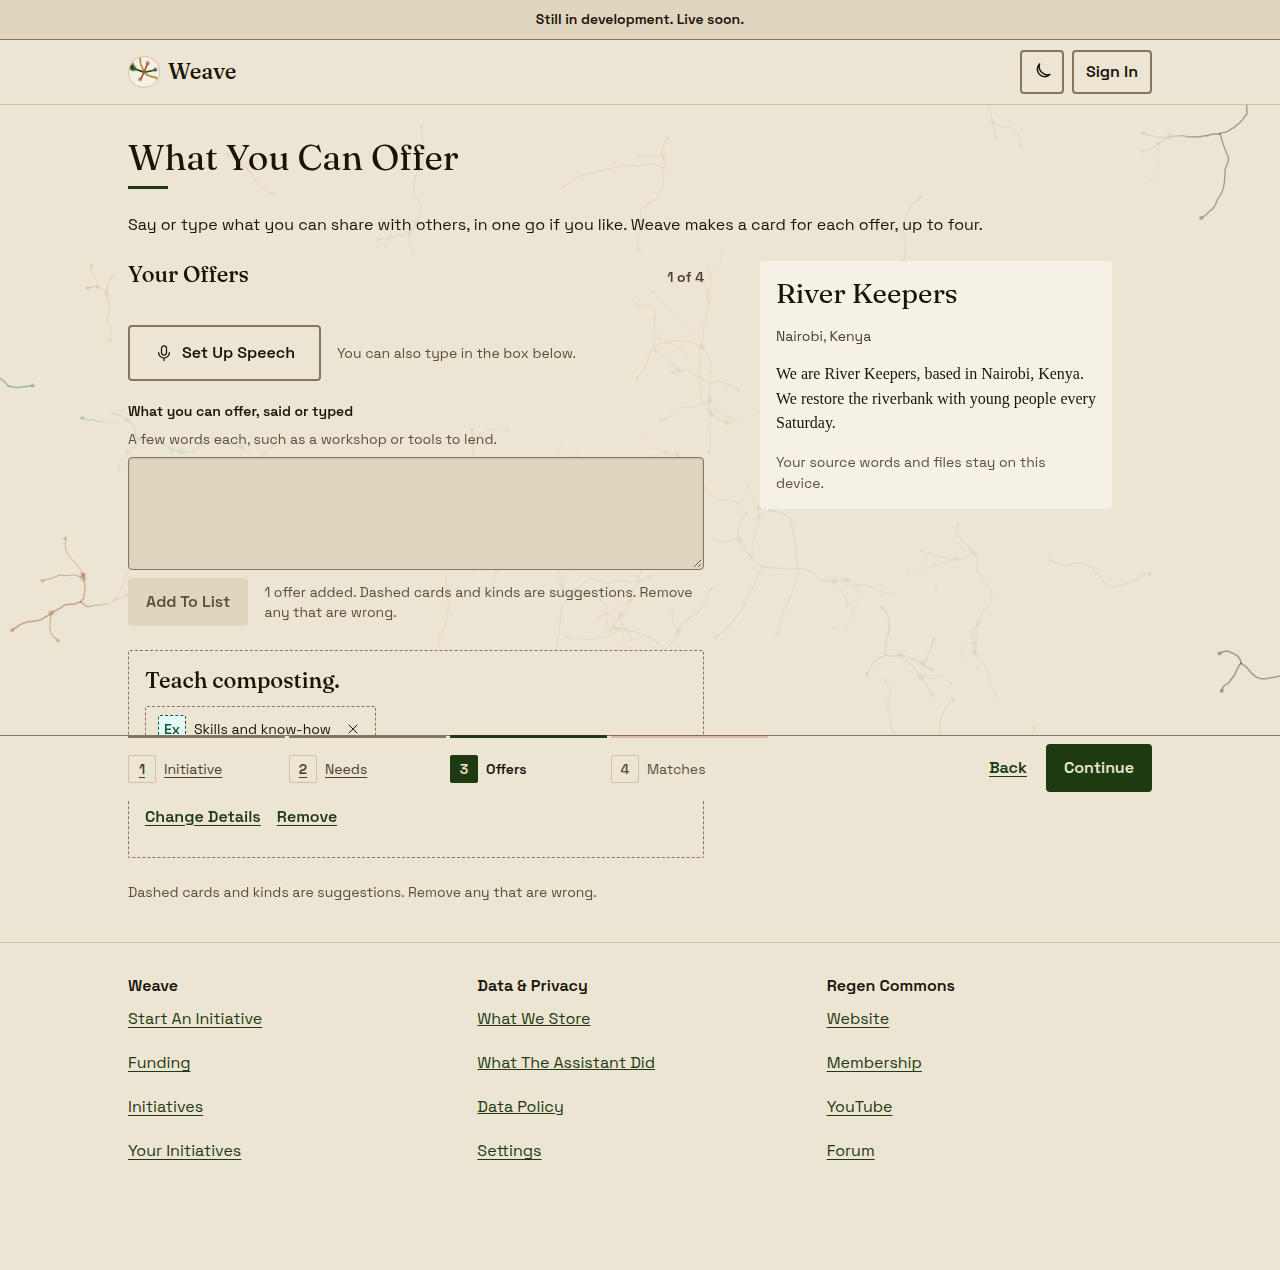 Still in development. Live soon.
Weave
Sign In
What You Can Offer
Say or type what you can share with others, in one go if you like. Weave makes a card for each offer, up to four.
Your Offers
1 of 4
Set Up Speech
You can also type in the box below.
What you can offer, said or typed
A few words each, such as a workshop or tools to lend.
Add To List
1 offer added. Dashed cards and kinds are suggestions. Remove
any that are wrong.
Teach composting.
Ex
Skills and know-how
River Keepers
Nairobi, Kenya
We are River Keepers, based in Nairobi, Kenya.
We restore the riverbank with young people every
Saturday.
Your source words and files stay on this
device.
1 Initiative
2 Needs
3 Offers
4 Matches
Back
Continue
Change Details
Remove
Dashed cards and kinds are suggestions. Remove any that are wrong.
Weave
Start An Initiative
Funding
Initiatives
Your Initiatives
Data & Privacy
What We Store
What The Assistant Did
Data Policy
Settings
Regen Commons
Website
Membership
YouTube
Forum